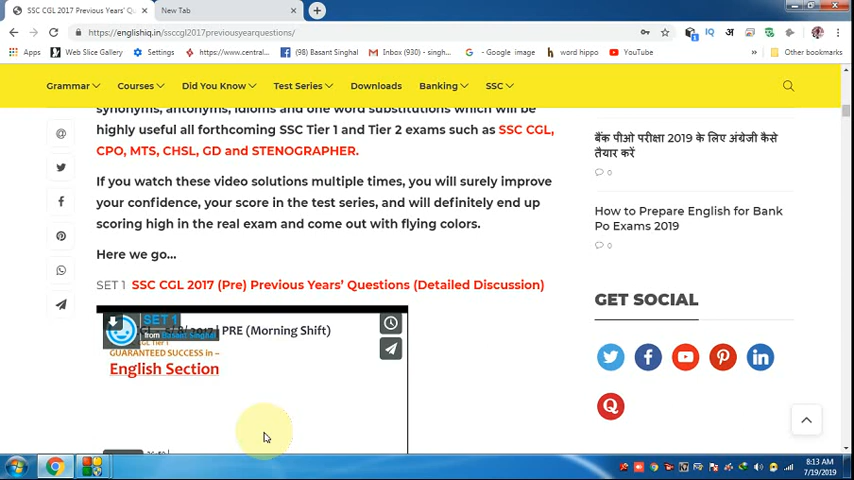 SSC CGL 2017 Previous Years' Qu
New Tab
https://englishiq.in/ssccgl2017previousyearquestions/
Apps
Web Slice Gallery
Settings
https://www.central...
(98) Basant Singhal
Inbox (930) - singh...
- Google image
word hippo
YouTube
Other bookmarks
Grammar
Courses
Did You Know
Test Series
Downloads
Banking
SSC
synonyms, antonyms, idioms and one word substitutions which will be
highly useful all forthcoming SSC Tier 1 and Tier 2 exams such as SSC CGL,
CPO, MTS, CHSL, GD and STENOGRAPHER.
If you watch these video solutions multiple times, you will surely improve
your confidence, your score in the test series, and will definitely end up
scoring high in the real exam and come out with flying colors.
Here we go...
SET 1 SSC CGL 2017 (Pre) Previous Years' Questions (Detailed Discussion)
SET 1
from Basant Singhal
PRE (Morning Shift)
GUARANTEED SUCCESS in –
English Section
बैंक पीओ परीक्षा 2019 के लिए अंग्रेजी कैसे
तैयार करें
0
How to Prepare English for Bank
Po Exams 2019
0
GET SOCIAL
8:13 AM
7/19/2019